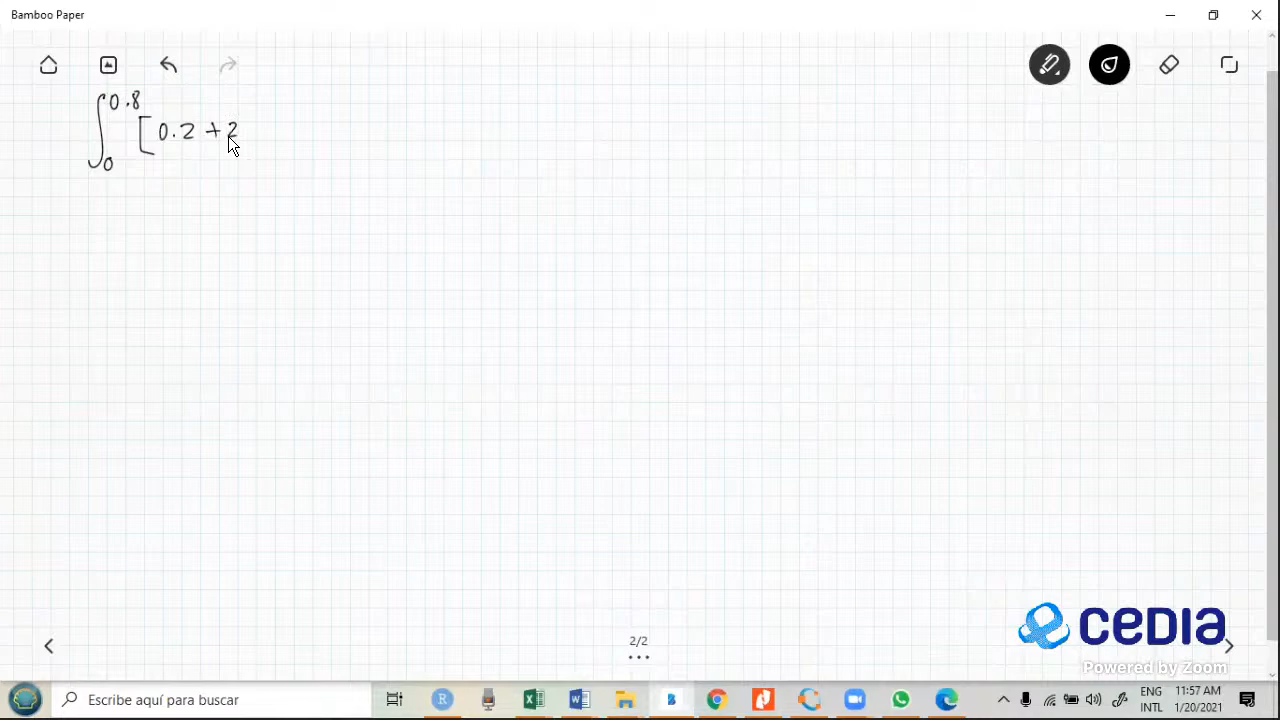 Bamboo Paper
∫₀^0.8 [0.2 + 2
2/2
cedia
Powered by Zoom
Escribe aquí para buscar
ENG
INTL
11:57 AM
1/20/2021